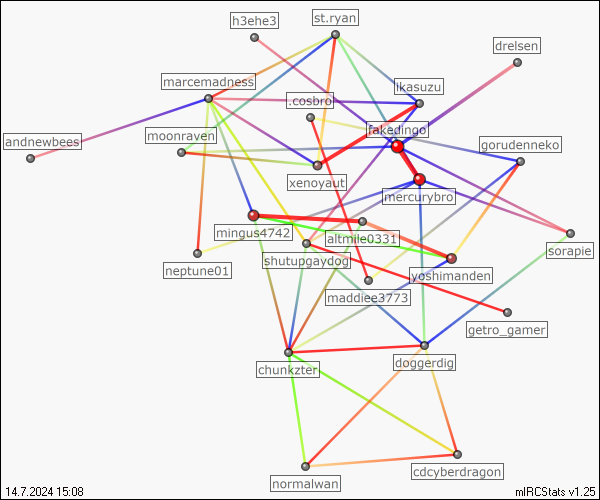 h3ehe3
st.ryan
drelsen
marcemadness
ikasuzu
.cosbro
andnewbees
moonraven
fakedingo
gorudenneko
xenoyaut
mercurybro
mingus4742
altmile0331
sorapie
shutupgaydog
neptune01
yoshimanden
maddiee3773
getro_gamer
chunkzter
doggerdig
normalwan
cdcyberdragon
14.7.2024 15:08
mIRCStats v1.25